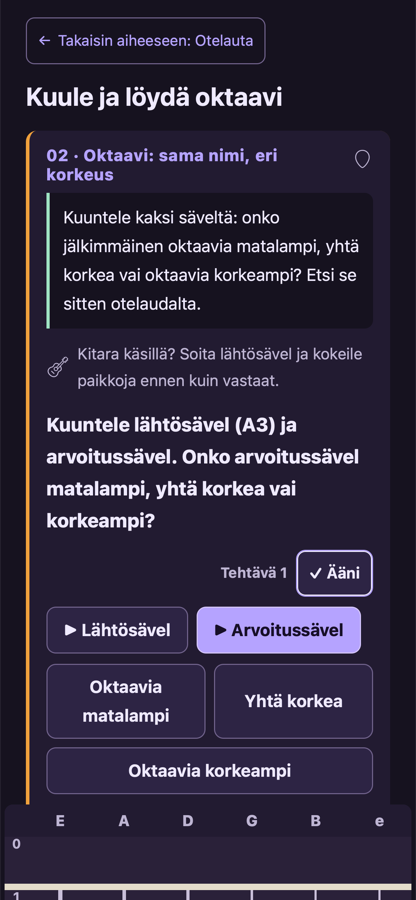 ← Takaisin aiheeseen: Otelauta
Kuule ja löydä oktaavi
02 · Oktaavi: sama nimi, eri
korkeus
Kuuntele kaksi säveltä: onko
jälkimmäinen oktaavia matalampi, yhtä
korkea vai oktaavia korkeampi? Etsi se
sitten otelaudalta.
Kitara käsillä? Soita lähtösävel ja kokeile
paikkoja ennen kuin vastaat.
Kuuntele lähtösävel (A3) ja
arvoitussävel. Onko arvoitussävel
matalampi, yhtä korkea vai
korkeampi?
Tehtävä 1 ✓ Ääni
▶ Lähtösävel ▶ Arvoitussävel
Oktaavia
matalampi
Yhtä korkea
Oktaavia korkeampi
E A D G B e
0
1